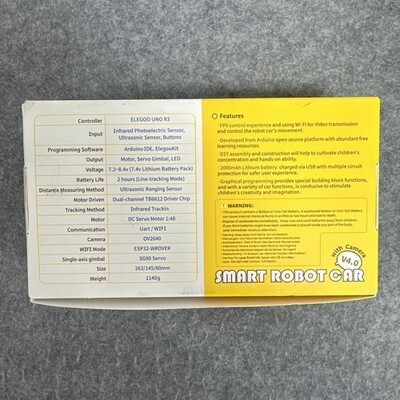 Controller ELEGOO UNO R3
Input Infrared Photoelectric Sensor,
Ultrasonic Sensor, Buttons
Programming Software Arduino IDE, ElegooKit
Output Motor, Servo Gimbal, LED
Voltage 7.2-8.4v (7.4v Lithium Battery Pack)
Battery Life 2 hours (Line-tracking Mode)
Distance Measuring Method Ultrasonic Ranging Sensor
Motor Driven Dual-channel TB6612 Driver Chip
Tracking Method Infrared Trackin
Motor DC Servo Motor 1:48
Communication Uart / WIFI
Camera OV2640
WIFI Mode ESP32-WROVER
Single-axis gimbal SG90 Servo
Size 263/145/80mm
Weight 1140g
Features
· FPV control experience and using Wi-Fi for Video transmission
and control the robot car's movement.
· Developed from Arduino open source platform with abundant free
learning resources.
· DIY assembly and construction will help to cultivate children's
concentration and hands-on ability.
· 2000mAh Lithium battery: charged via USB with multiple circuit
protection for safer user experience.
· Graphical programming provides special building block functions,
and with a variety of car functions, is conducive to stimulate
children's creativity and imagination.
WARNING:
SMART ROBOT CAR
With Camera
V4.0